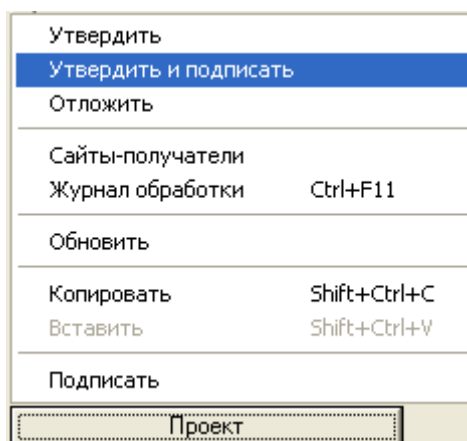 Утвердить
Утвердить и подписать
Отложить
Сайты-получатели
Журнал обработки Ctrl+F11
Обновить
Копировать Shift+Ctrl+C
Вставить Shift+Ctrl+V
Подписать
Проект